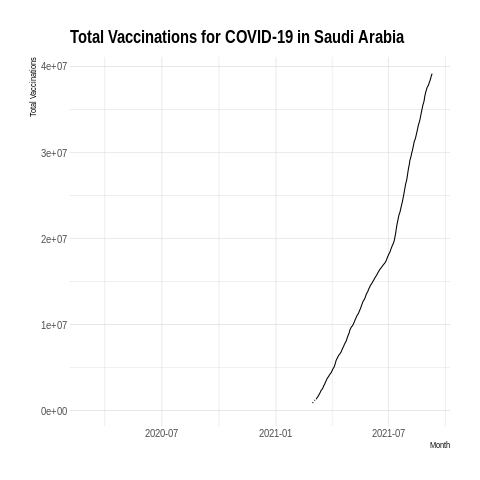 Total Vaccinations for COVID-19 in Saudi Arabia
Total Vaccinations
4e+07
3e+07
2e+07
1e+07
0e+00
2020-07
2021-01
2021-07
Month